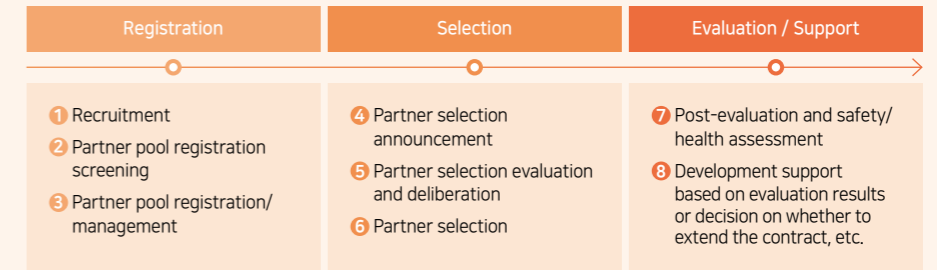 Registration
Selection
Evaluation / Support
1 Recruitment
2 Partner pool registration
screening
3 Partner pool registration/
management
4 Partner selection
announcement
5 Partner selection evaluation
and deliberation
6 Partner selection
7 Post-evaluation and safety/
health assessment
8 Development support
based on evaluation results
or decision on whether to
extend the contract, etc.